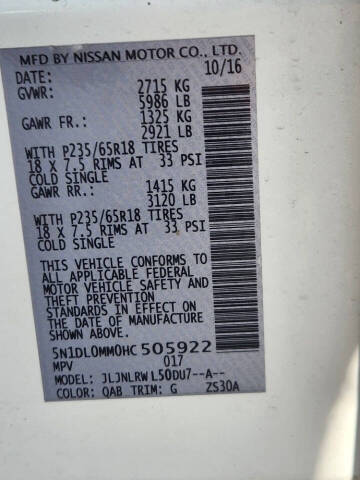 MFD BY NISSAN MOTOR CO., LTD.
DATE: 10/16
GVWR: 2715 KG
5986 LB
GAWR FR.: 1325 KG
2921 LB
WITH P235/65R18 TIRES
18 X 7.5 RIMS AT 33 PSI
COLD SINGLE
GAWR RR.: 1415 KG
3120 LB
WITH P235/65R18 TIRES
18 X 7.5 RIMS AT 33 PSI
COLD SINGLE
THIS VEHICLE CONFORMS TO
ALL APPLICABLE FEDERAL
MOTOR VEHICLE SAFETY AND
THEFT PREVENTION STANDARDS
IN EFFECT ON THE DATE
OF MANUFACTURE SHOWN
ABOVE.
5N1DL0MM0HC 505922
MPV 017
MODEL: JLJNLRW L50DU7--A--
COLOR: QAB TRIM: G ZS30A